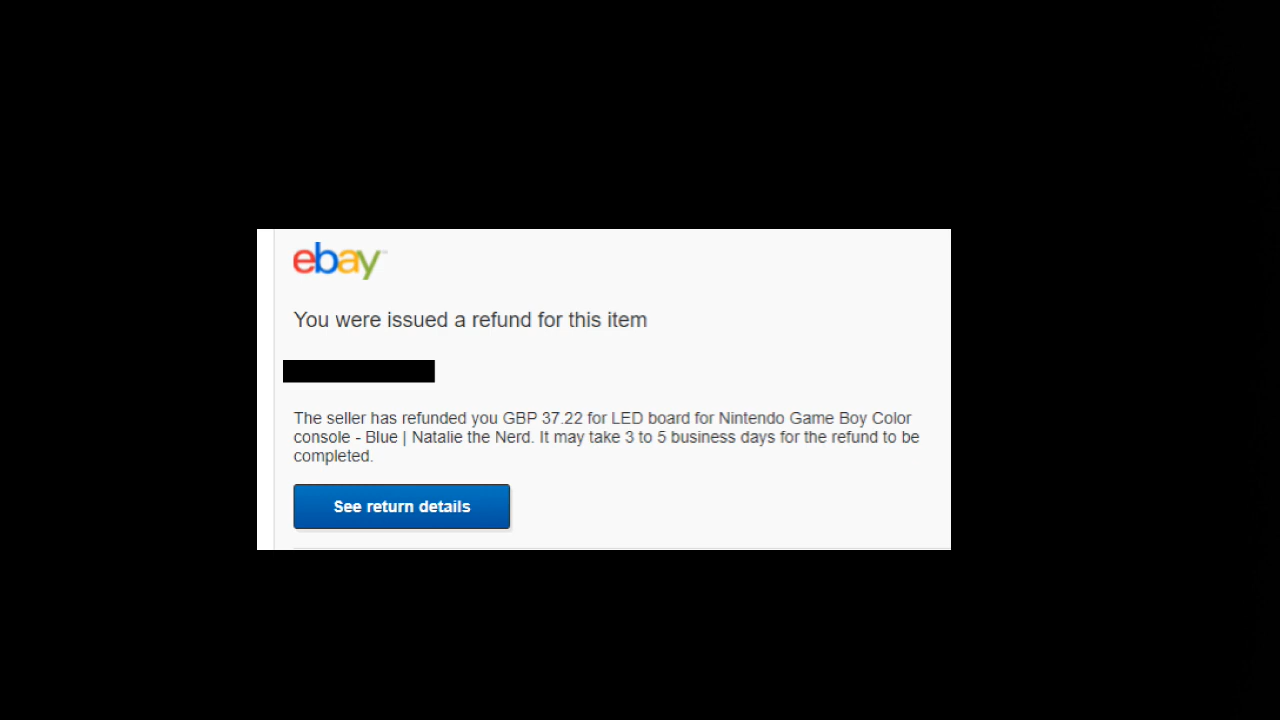 ebay™
You were issued a refund for this item
The seller has refunded you GBP 37.22 for LED board for Nintendo Game Boy Color
console - Blue | Natalie the Nerd. It may take 3 to 5 business days for the refund to be
completed.
See return details